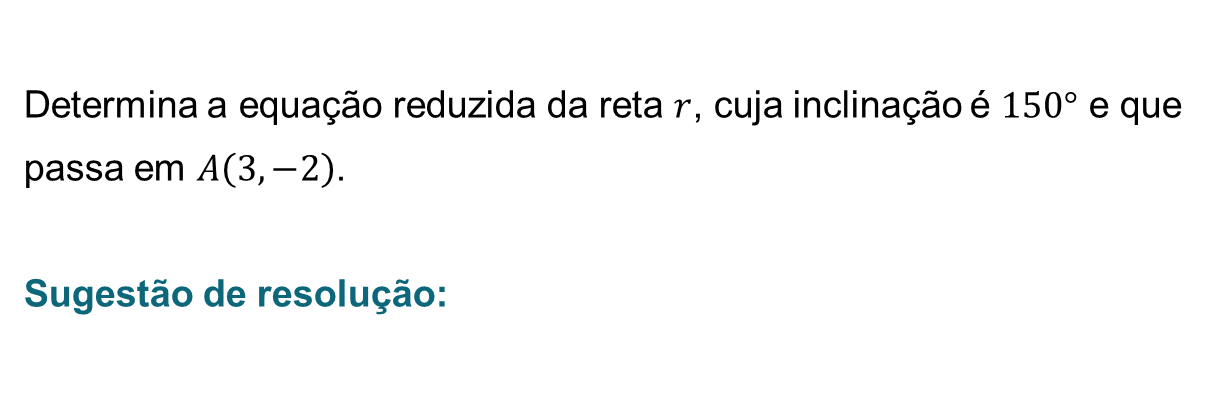 Determina a equação reduzida da reta r, cuja inclinação é 150° e que
passa em A(3, −2).
Sugestão de resolução: